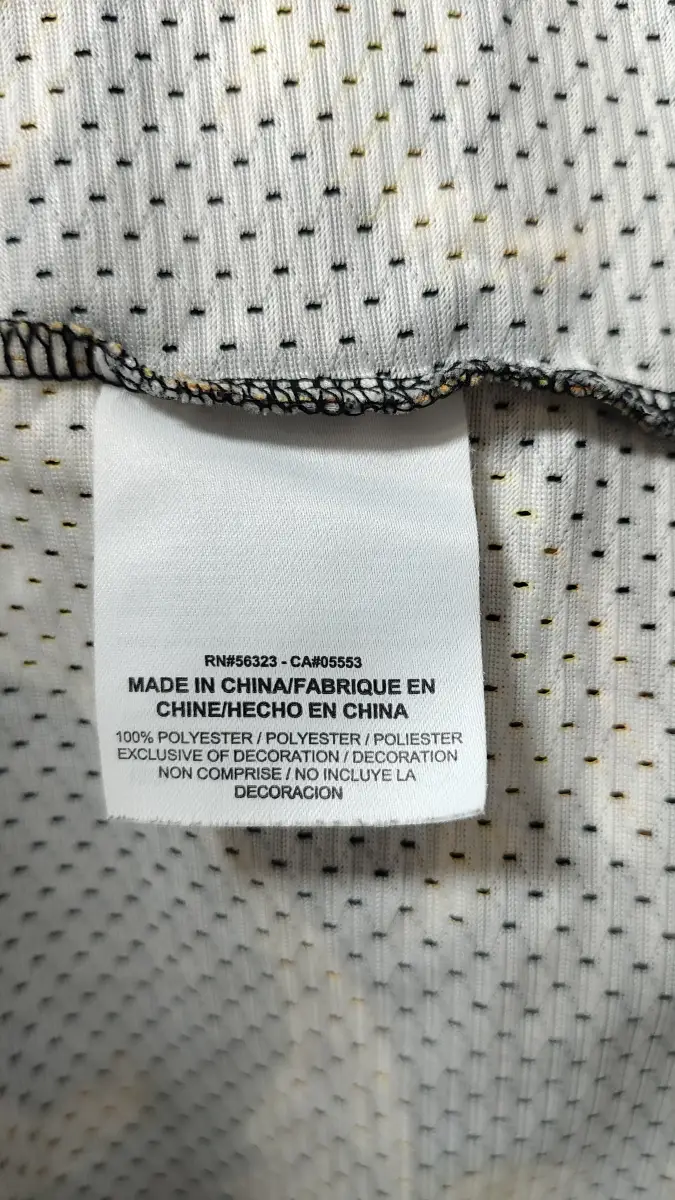 RN#56323 - CA#05553
MADE IN CHINA/FABRIQUE EN
CHINE/HECHO EN CHINA
100% POLYESTER / POLYESTER / POLIESTER
EXCLUSIVE OF DECORATION / DECORATION
NON COMPRISE / NO INCLUYE LA
DECORACION